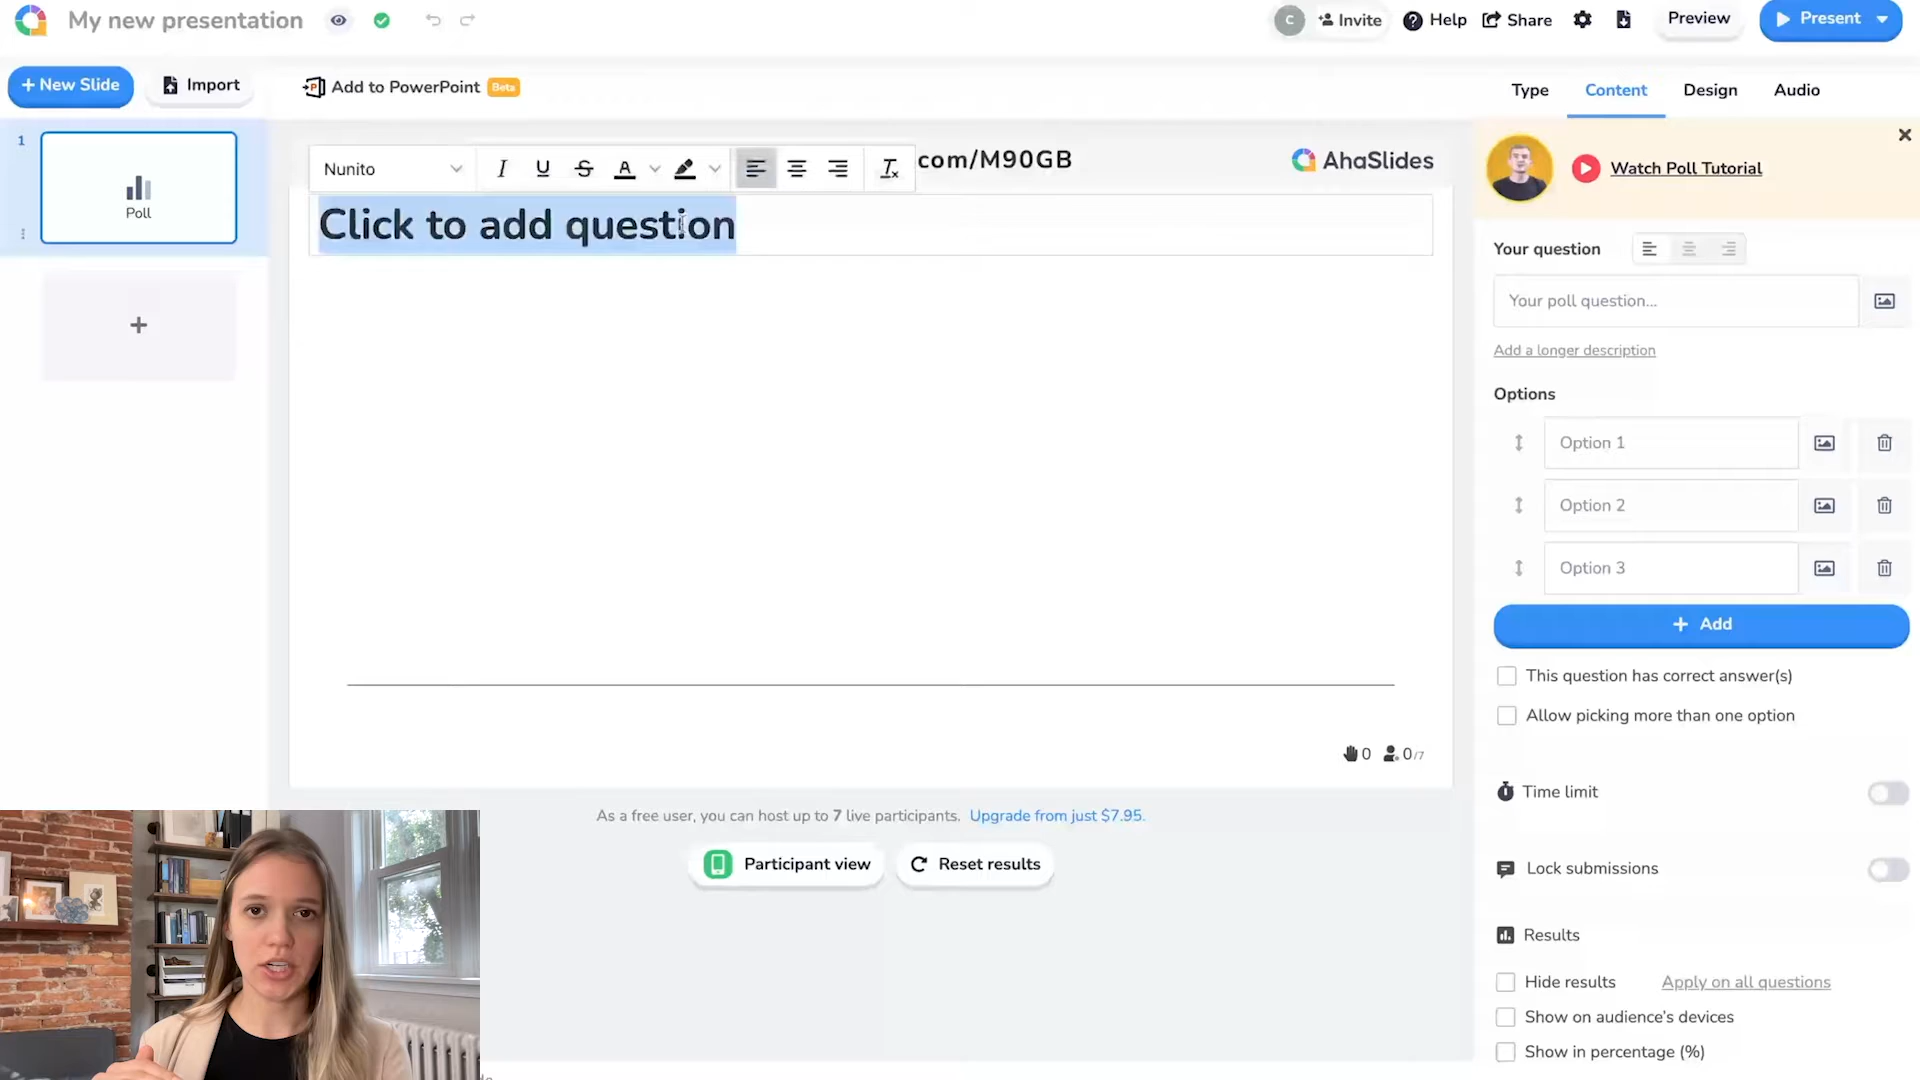 My new presentation
C
Invite
Help
Share
Preview
Present
+ New Slide
Import
Add to PowerPoint Beta
Type
Content
Design
Audio
1
Poll
+
Nunito
com/M90GB
AhaSlides
Click to add question
0
0/7
As a free user, you can host up to 7 live participants. Upgrade from just $7.95.
Participant view
Reset results
Watch Poll Tutorial
Your question
Your poll question...
Add a longer description
Options
Option 1
Option 2
Option 3
+ Add
This question has correct answer(s)
Allow picking more than one option
Time limit
Lock submissions
Results
Hide results
Apply on all questions
Show on audience's devices
Show in percentage (%)